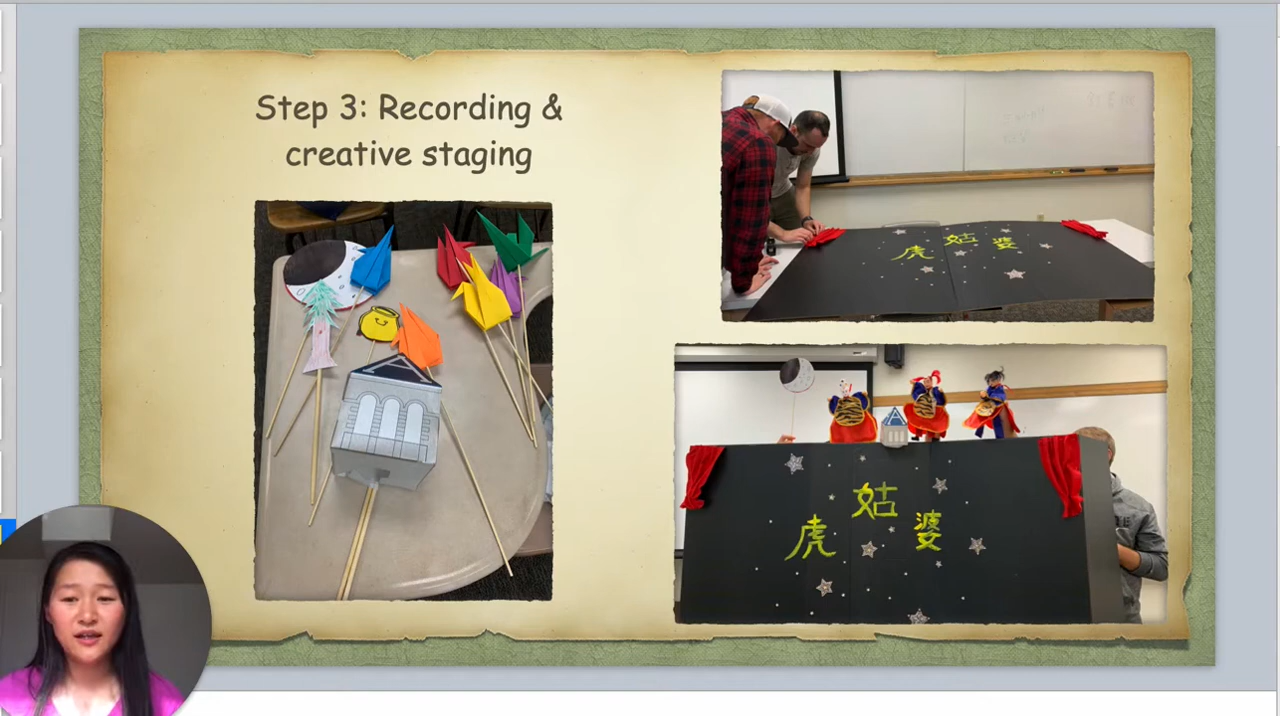 Step 3: Recording &
creative staging
虎姑婆
虎姑婆